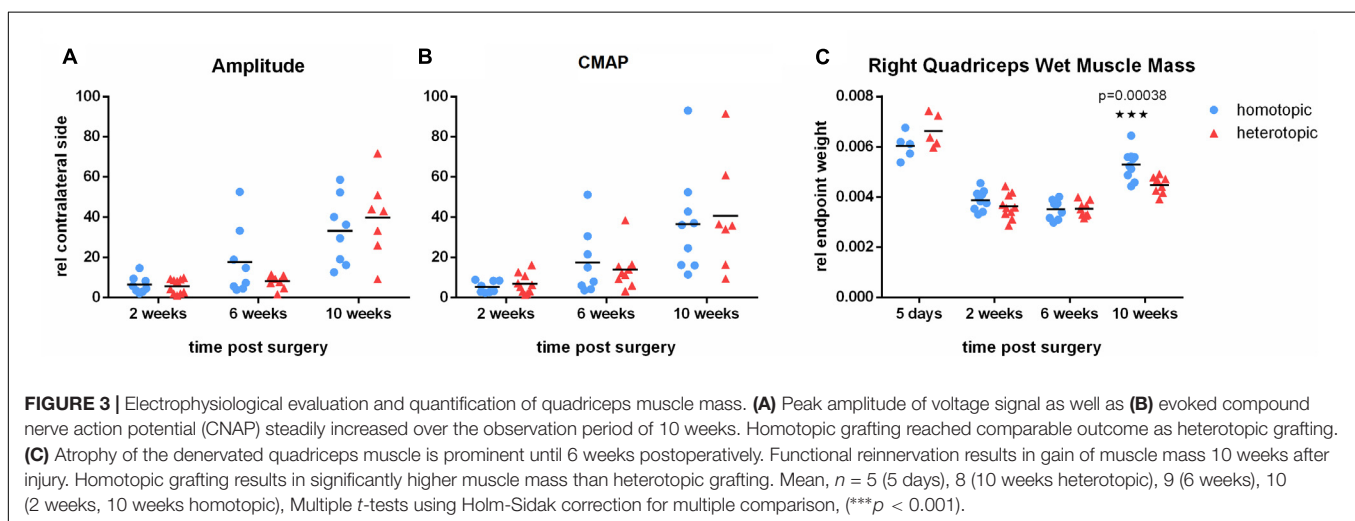 A
Amplitude
100
80
60
40
20
0
rel contralateral side
2 weeks 6 weeks 10 weeks
time post surgery
B
CMAP
100
80
60
40
20
0
2 weeks 6 weeks 10 weeks
time post surgery
C
Right Quadriceps Wet Muscle Mass
0.008
0.006
0.004
0.002
0.000
rel endpoint weight
p=0.00038
★★★
homotopic
heterotopic
5 days 2 weeks 6 weeks 10 weeks
time post surgery
FIGURE 3 | Electrophysiological evaluation and quantification of quadriceps muscle mass. (A) Peak amplitude of voltage signal as well as (B) evoked compound
nerve action potential (CNAP) steadily increased over the observation period of 10 weeks. Homotopic grafting reached comparable outcome as heterotopic grafting.
(C) Atrophy of the denervated quadriceps muscle is prominent until 6 weeks postoperatively. Functional reinnervation results in gain of muscle mass 10 weeks after
injury. Homotopic grafting results in significantly higher muscle mass than heterotopic grafting. Mean, n = 5 (5 days), 8 (10 weeks heterotopic), 9 (6 weeks), 10
(2 weeks, 10 weeks homotopic), Multiple t-tests using Holm-Sidak correction for multiple comparison, (***p < 0.001).